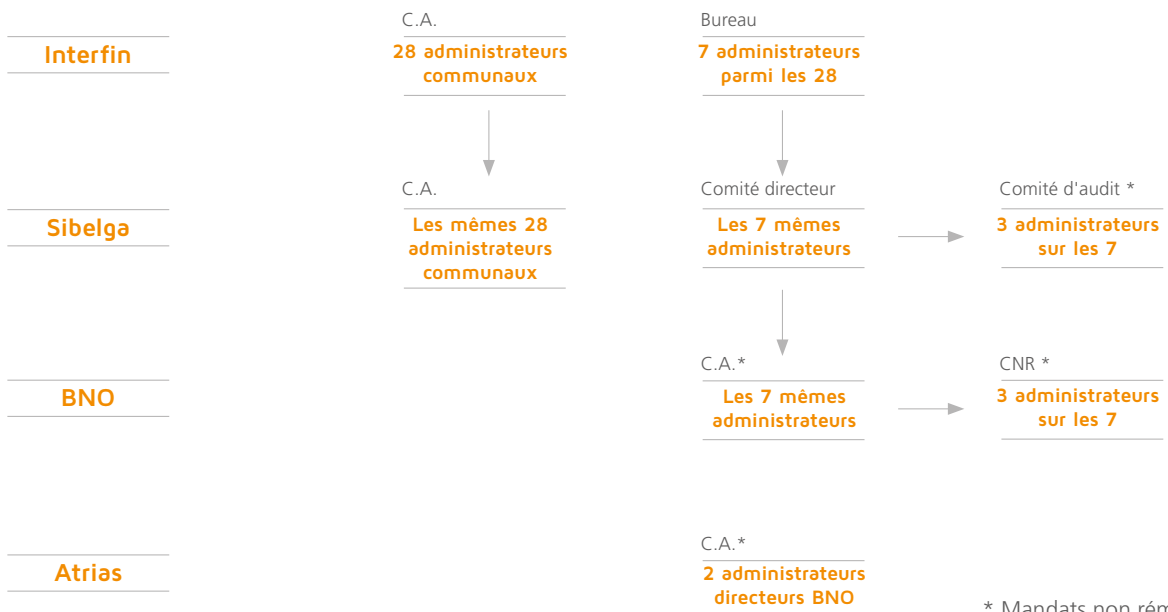 C.A.
Bureau
Interfin
28 administrateurs
communaux
7 administrateurs
parmi les 28
C.A.
Comité directeur
Comité d'audit *
Sibelga
Les mêmes 28
administrateurs
communaux
Les 7 mêmes
administrateurs
3 administrateurs
sur les 7
C.A.*
CNR *
BNO
Les 7 mêmes
administrateurs
3 administrateurs
sur les 7
C.A.*
Atrias
2 administrateurs
directeurs BNO
* Mandats non